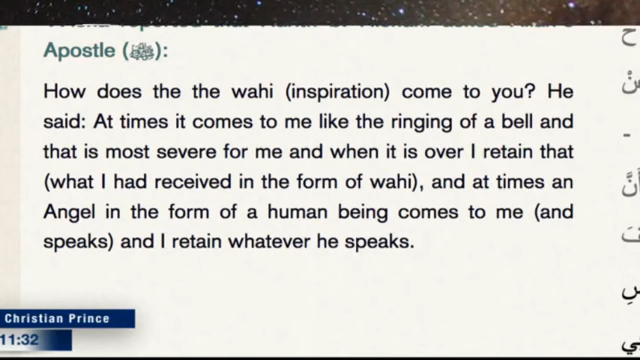 Apostle (ﷺ):
How does the the wahi (inspiration) come to you? He
said: At times it comes to me like the ringing of a bell and
that is most severe for me and when it is over I retain that
(what I had received in the form of wahi), and at times an
Angel in the form of a human being comes to me (and
speaks) and I retain whatever he speaks.
Christian Prince
11:32